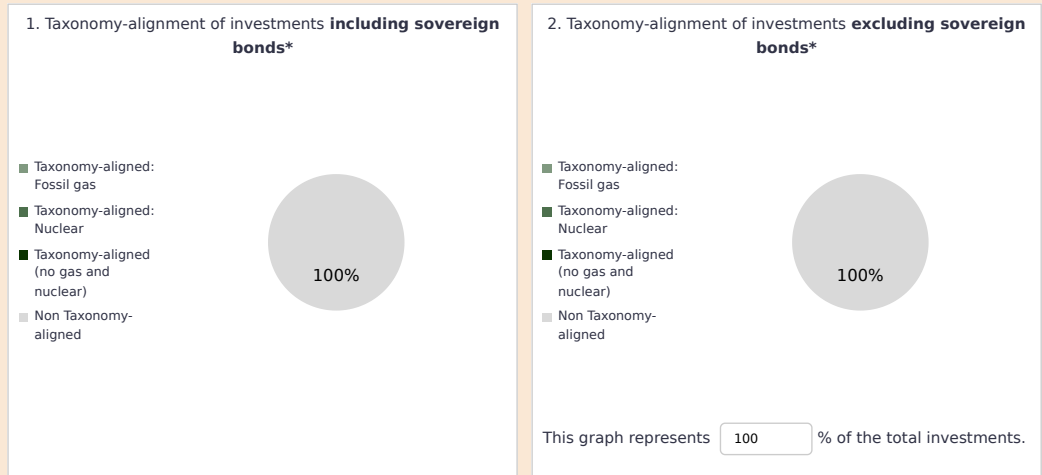 1. Taxonomy-alignment of investments including sovereign
bonds*
Taxonomy-aligned:
Fossil gas
Taxonomy-aligned:
Nuclear
Taxonomy-aligned
(no gas and
nuclear)
Non Taxonomy-
aligned
100%
2. Taxonomy-alignment of investments excluding sovereign
bonds*
Taxonomy-aligned:
Fossil gas
Taxonomy-aligned:
Nuclear
Taxonomy-aligned
(no gas and
nuclear)
Non Taxonomy-
aligned
100%
This graph represents 100 % of the total investments.